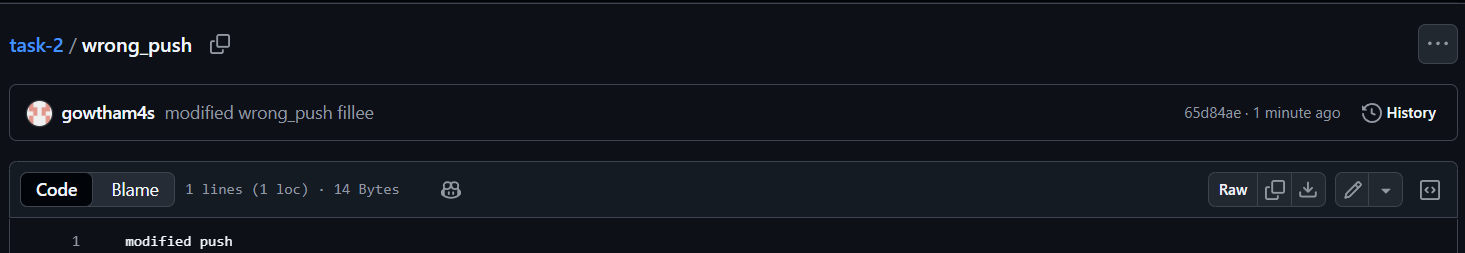 task-2 / wrong_push
gowtham4s modified wrong_push fillee 65d84ae · 1 minute ago History
Code Blame 1 lines (1 loc) · 14 Bytes Raw
1 modified push